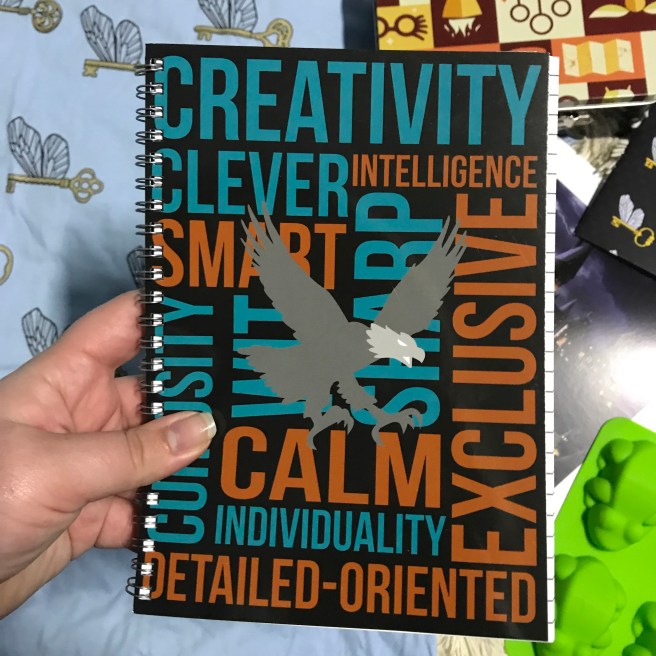 CREATIVITY
CLEVER
INTELLIGENCE
SMART
SHARP
EXCLUSIVE
CURIOSITY
WIT
CALM
INDIVIDUALITY
DETAILED-ORIENTED